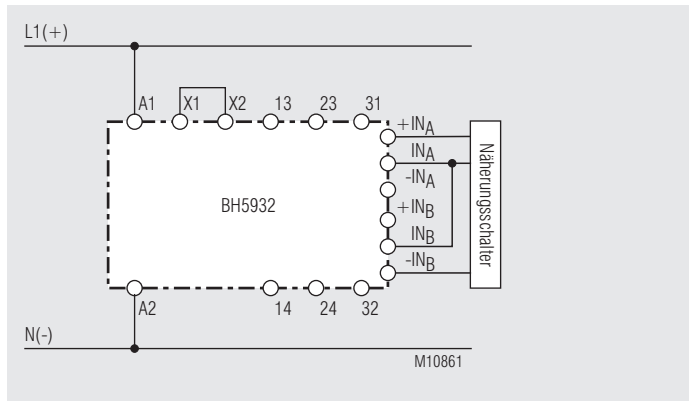 L1(+)
A1 X1 X2 13 23 31
+INA
INA
-INA
+INB
INB
-INB
Näherungsschalter
BH5932
A2 14 24 32
N(-)
M10861